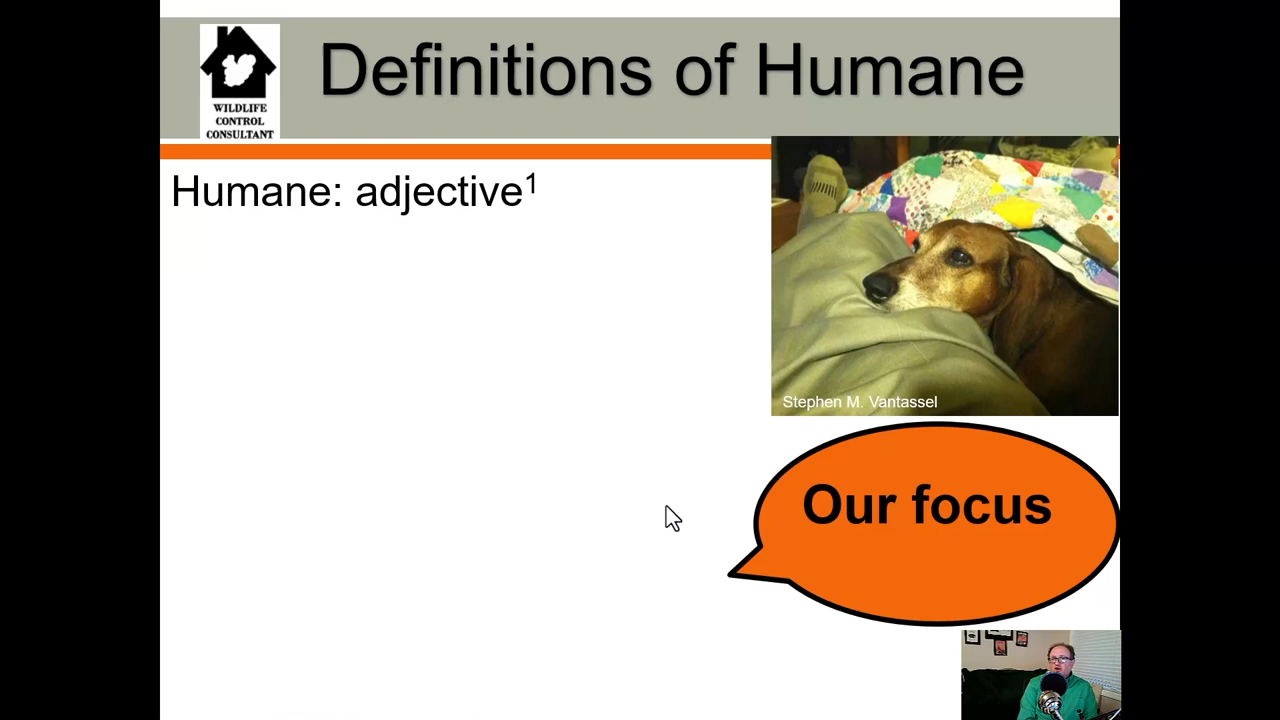 Definitions of Humane
WILDLIFE
CONTROL
CONSULTANT
Humane: adjective¹
Stephen M. Vantassel
Our focus